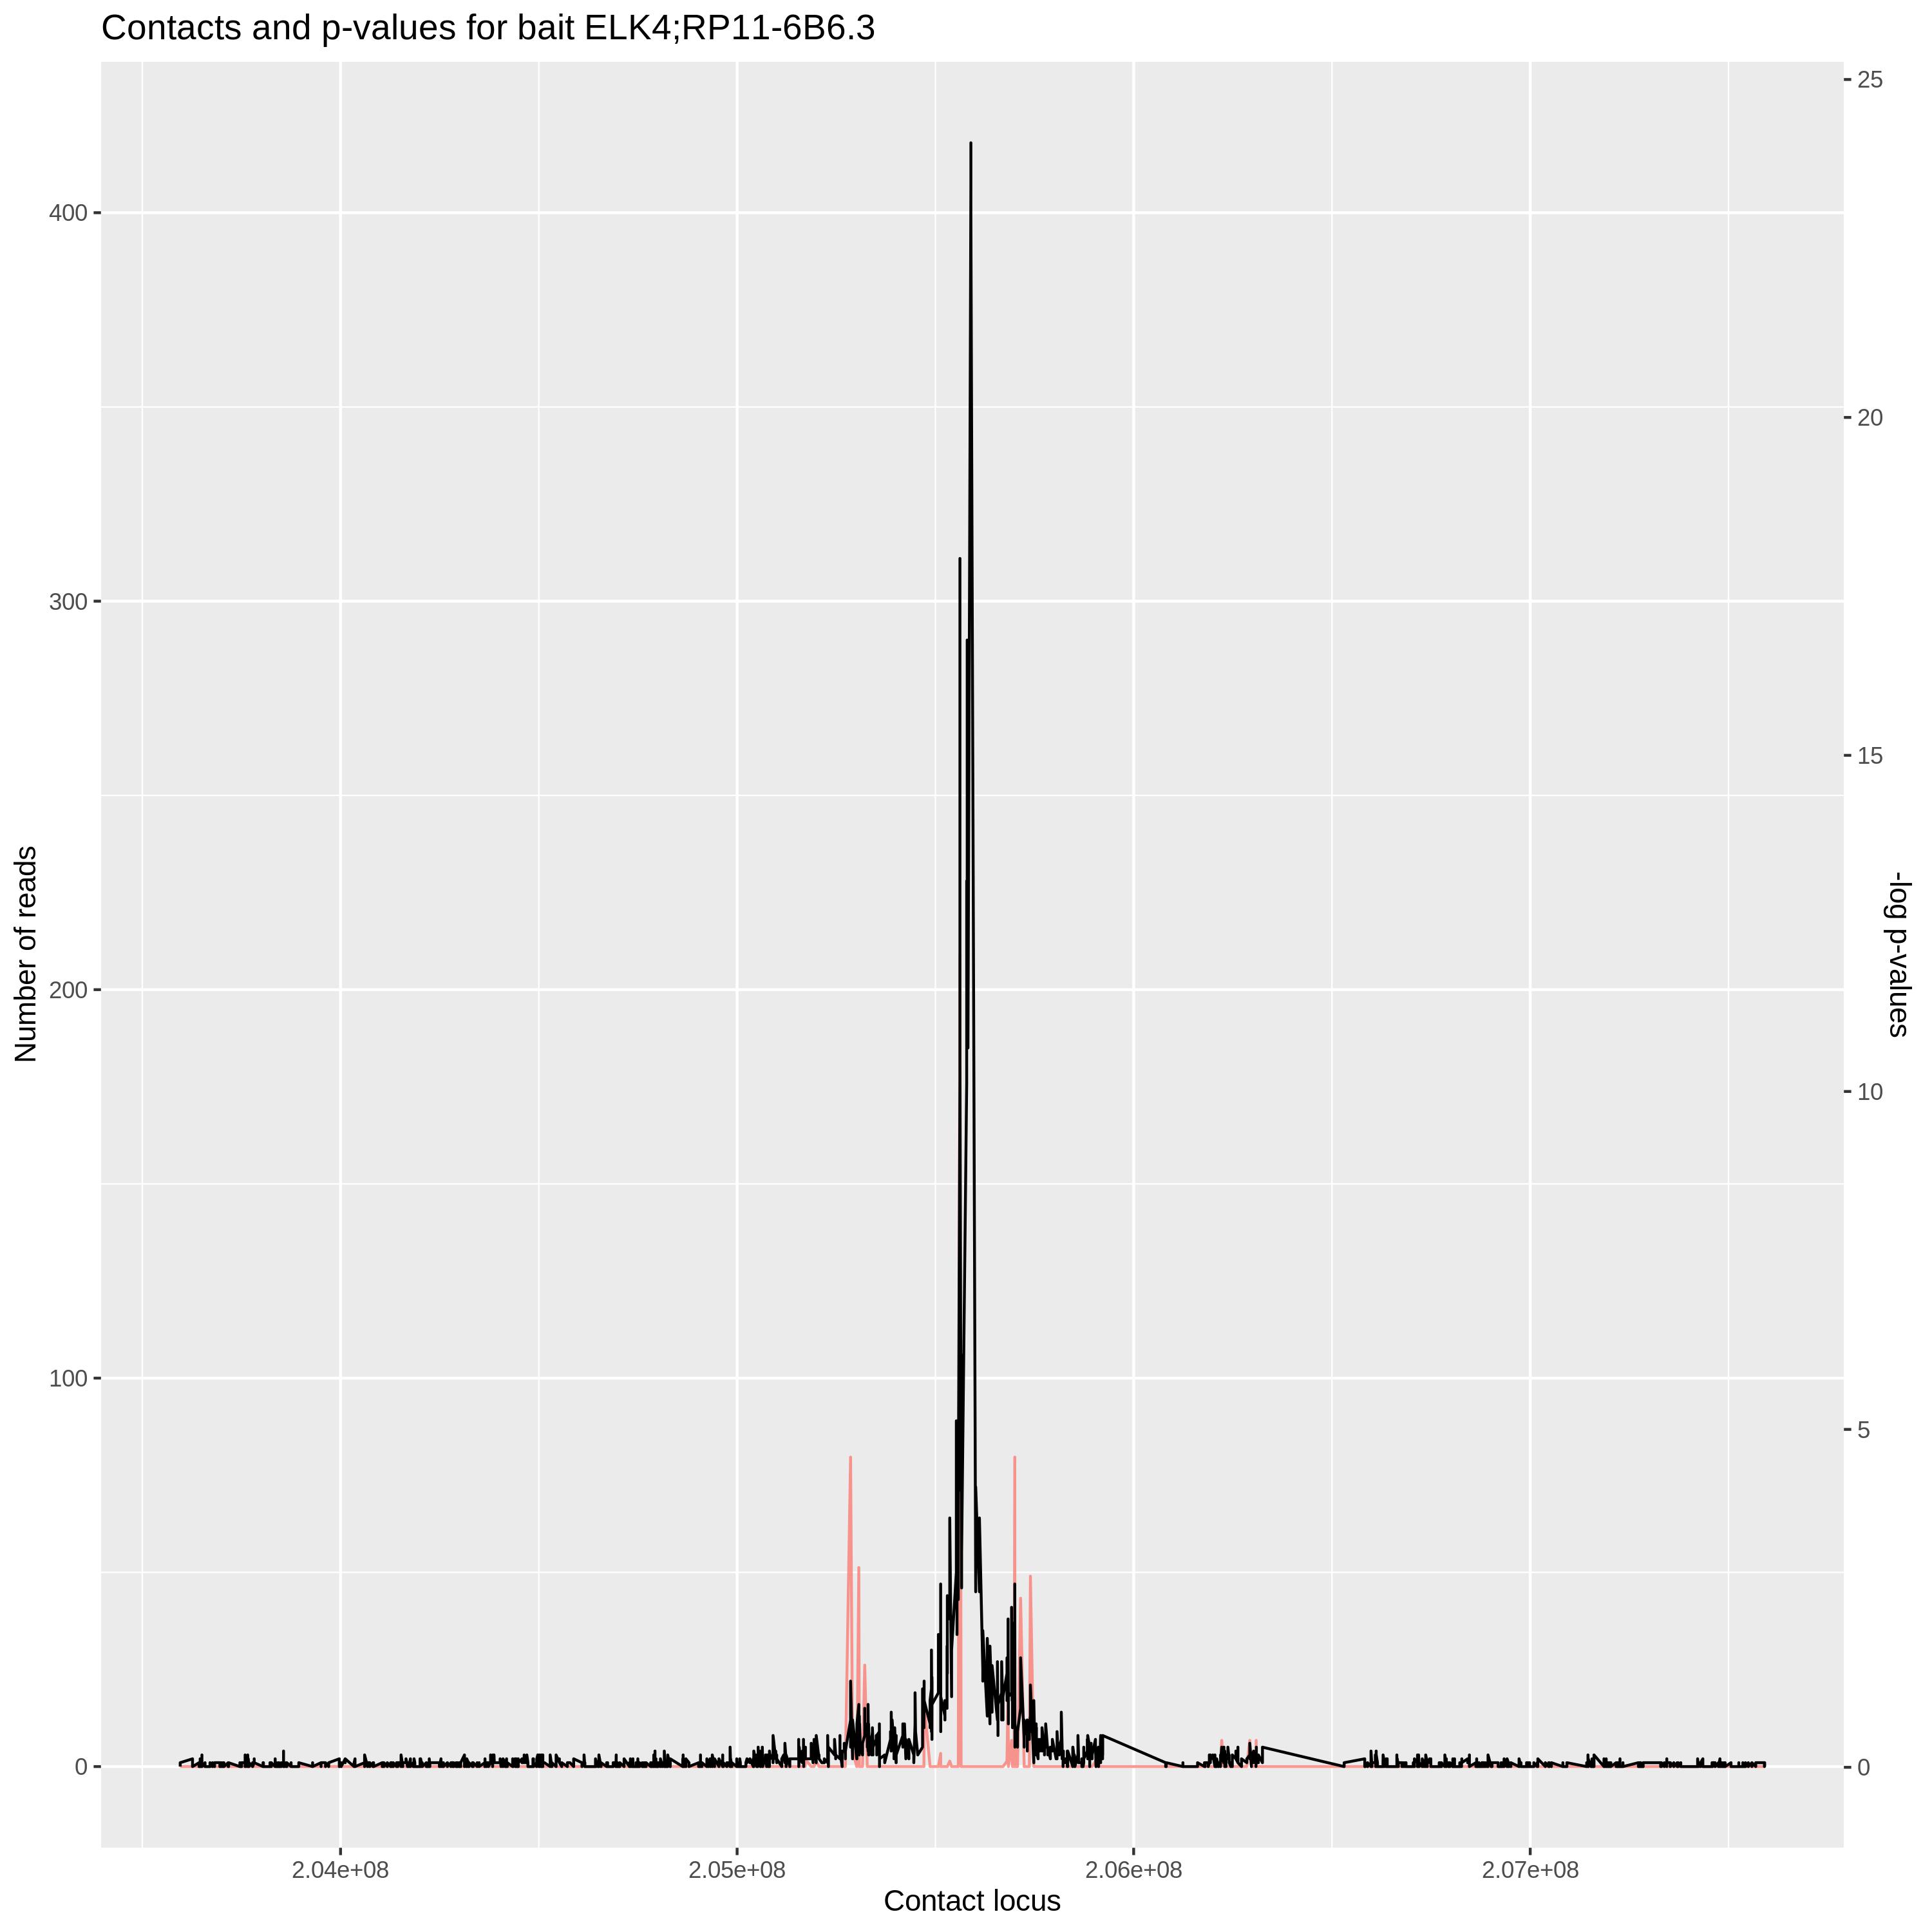 Contacts and p-values for bait ELK4;RP11-6B6.3
400
300
200
100
0
Number of reads
25
20
15
10
5
0
-log p-values
2.04e+08
2.05e+08
2.06e+08
2.07e+08
Contact locus